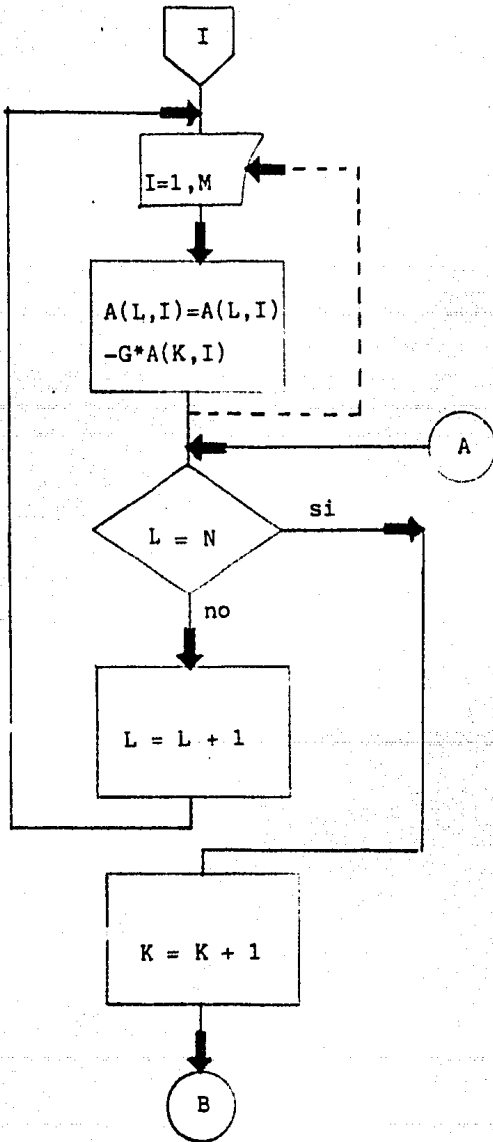 I
I=1,M
A(L,I)=A(L,I)
-G*A(K,I)
A
L = N
si
no
L = L + 1
K = K + 1
B